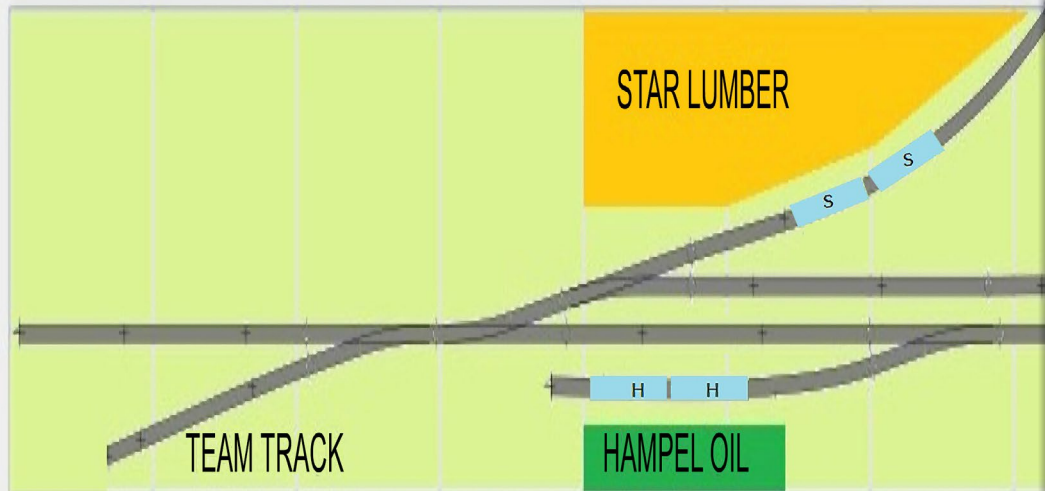 STAR LUMBER
S
S
H H
TEAM TRACK
HAMPEL OIL